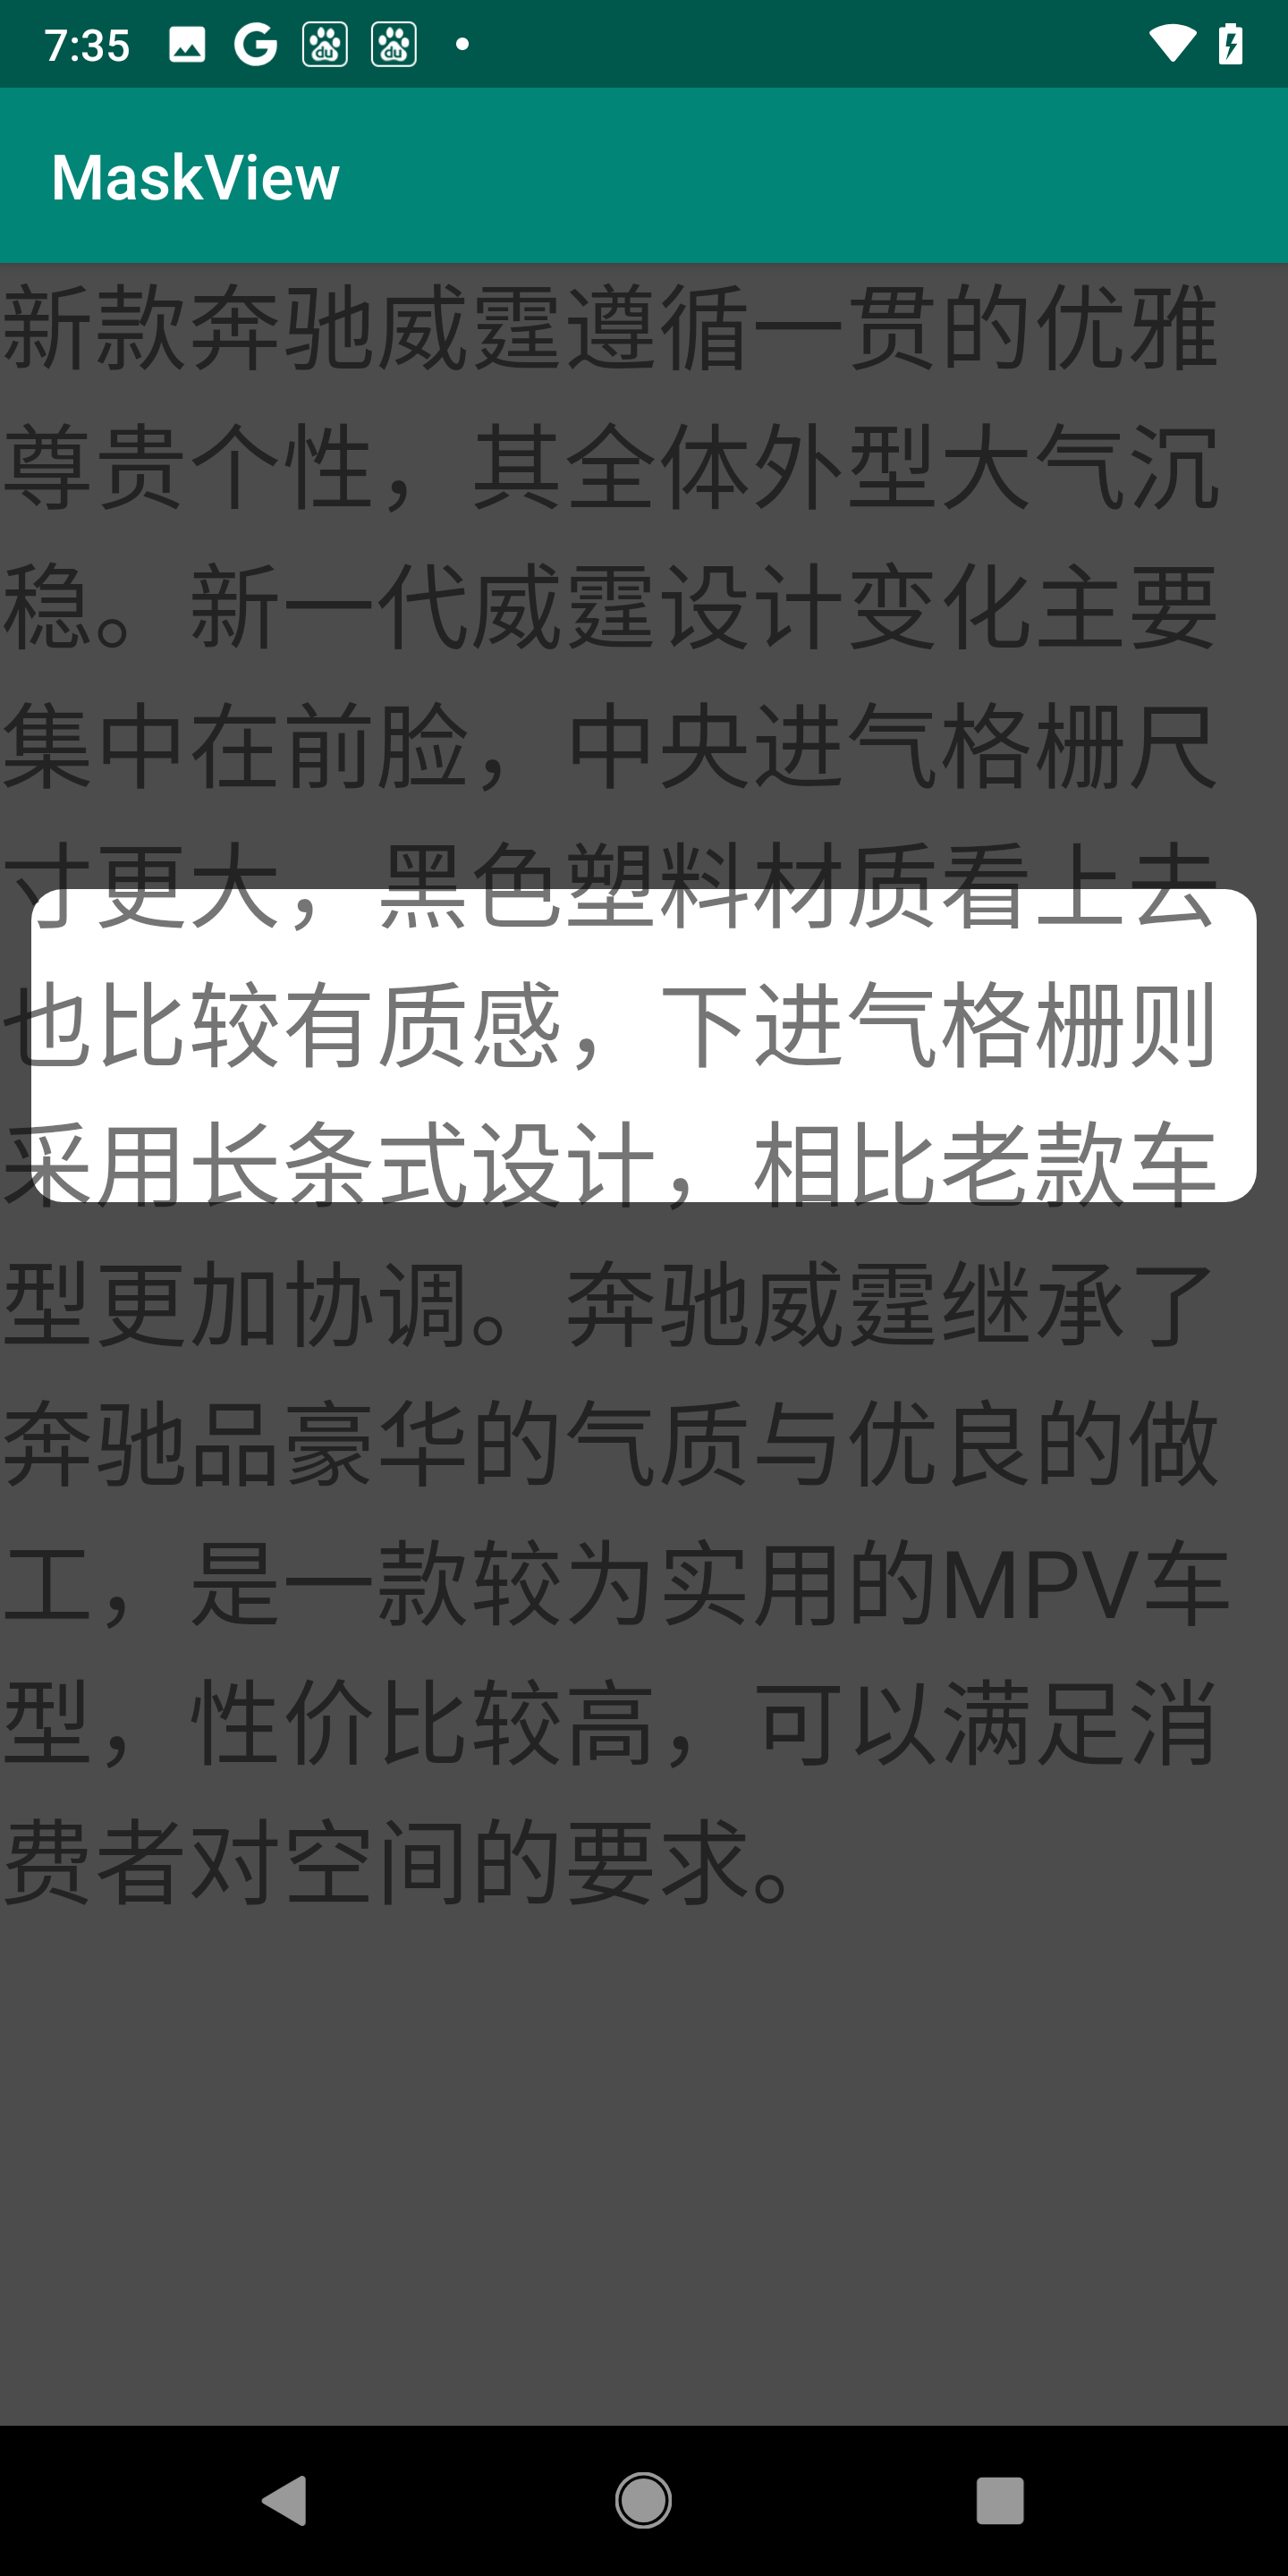 7:35
MaskView
新款奔驰威霆遵循一贯的优雅
尊贵个性，其全体外型大气沉
稳。新一代威霆设计变化主要
集中在前脸，中央进气格栅尺
寸更大，黑色塑料材质看上去
也比较有质感，下进气格栅则
采用长条式设计，相比老款车
型更加协调。奔驰威霆继承了
奔驰品豪华的气质与优良的做
工，是一款较为实用的MPV车
型，性价比较高，可以满足消
费者对空间的要求。